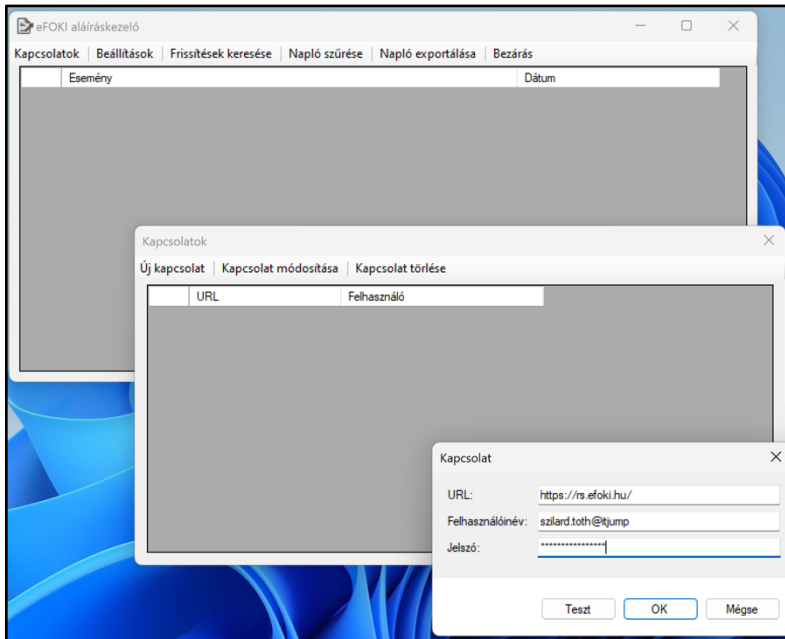 eFOKI aláíráskezelő
Kapcsolatok Beállítások Frissítések keresése Napló szűrése Napló exportálása Bezárás
Esemény Dátum
Kapcsolatok
Új kapcsolat Kapcsolat módosítása Kapcsolat törlése
URL Felhasználó
Kapcsolat
URL: https://rs.efoki.hu/
Felhasználóinév: szilard.toth@itjump
Jelszó: ****************
Teszt OK Mégse